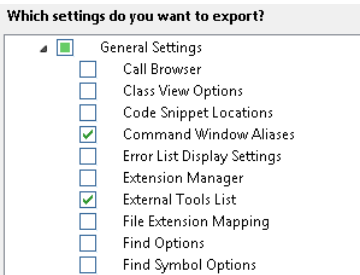 Which settings do you want to export?
General Settings
Call Browser
Class View Options
Code Snippet Locations
Command Window Aliases
Error List Display Settings
Extension Manager
External Tools List
File Extension Mapping
Find Options
Find Symbol Options